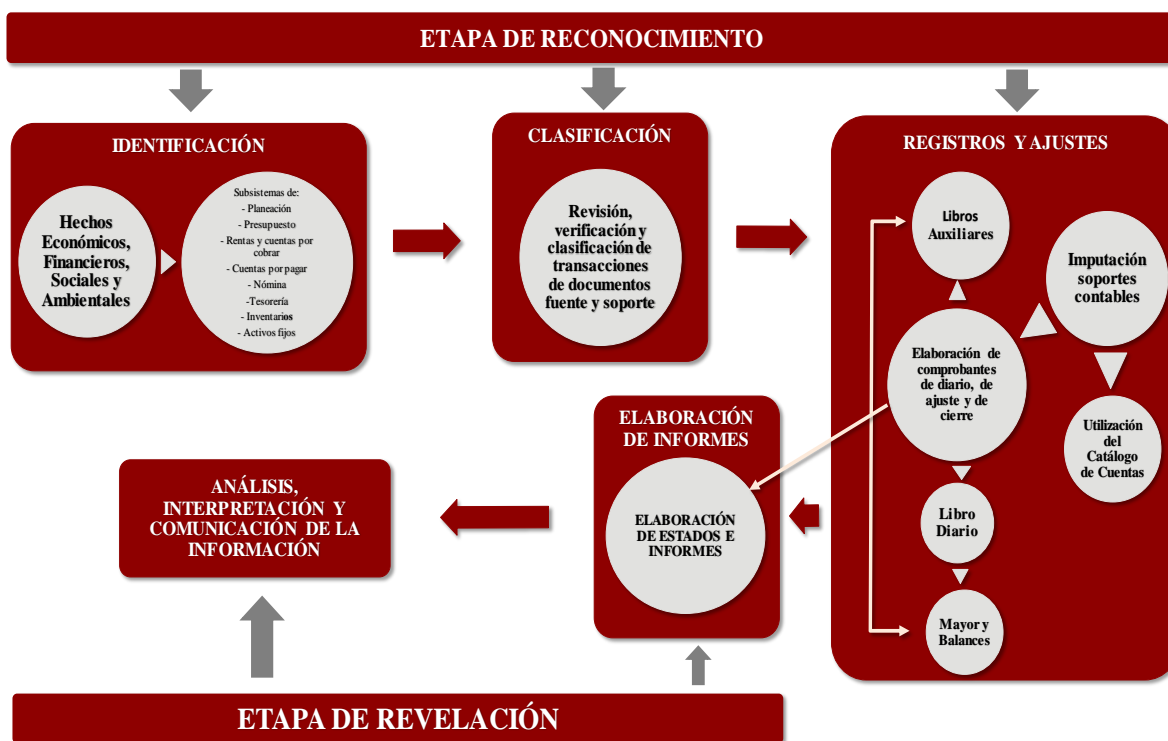 ETAPA DE RECONOCIMIENTO
IDENTIFICACIÓN
Hechos
Económicos,
Financieros,
Sociales y
Ambientales
Subsistemas de:
- Planeación
- Presupuesto
- Rentas y cuentas por
cobrar
- Cuentas por pagar
- Nómina
-Tesorería
- Inventarios
- Activos fijos
CLASIFICACIÓN
Revisión,
verificación y
clasificación de
transacciones
de documentos
fuente y soporte
REGISTROS Y AJUSTES
Libros
Auxiliares
Imputación
soportes
contables
Elaboración de
comprobantes
de diario, de
ajuste y de
cierre
Utilización
del
Catálogo
de Cuentas
Libro
Diario
Mayor y
Balances
ELABORACIÓN
DE INFORMES
ELABORACIÓN
DE ESTADOS E
INFORMES
ANÁLISIS,
INTERPRETACIÓN Y
COMUNICACIÓN DE LA
INFORMACIÓN
ETAPA DE REVELACIÓN